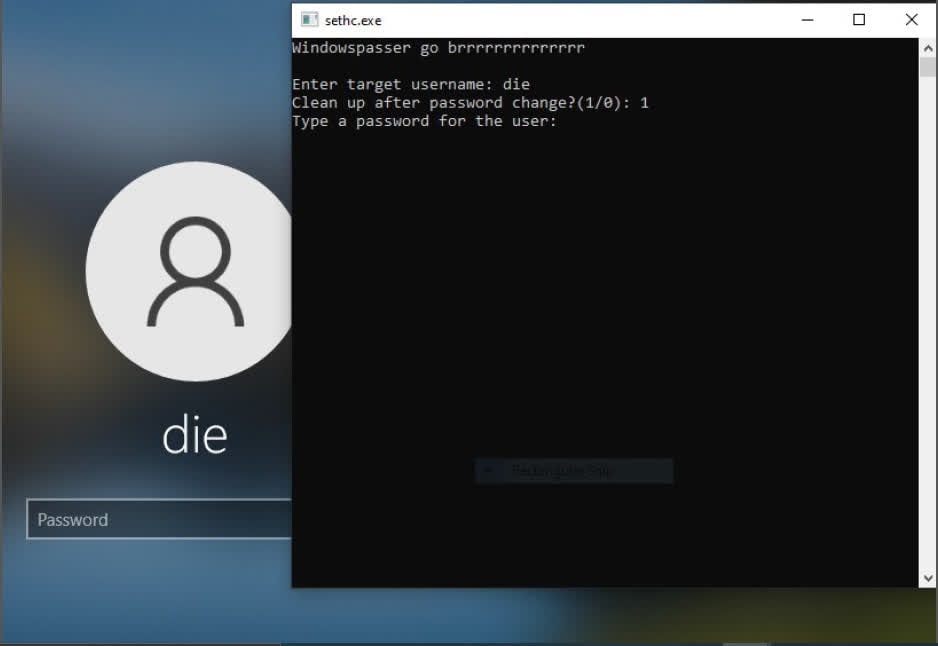 sethc.exe
Windowspasser go brrrrrrrrrrrrrr
Enter target username: die
Clean up after password change?(1/0): 1
Type a password for the user:
Rectangular Snip
die
Password